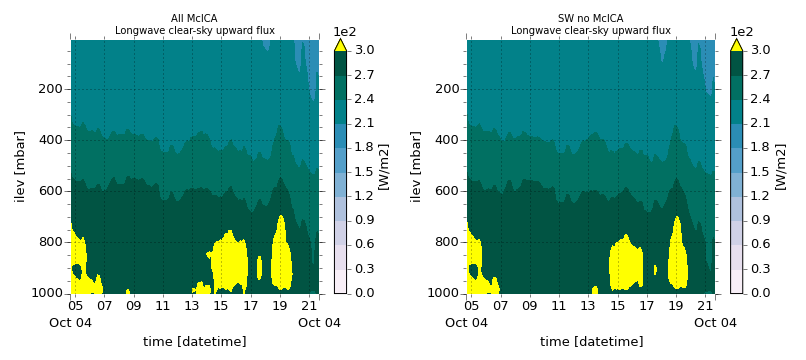 All McICA
Longwave clear-sky upward flux
1e2
3.0
2.7
2.4
2.1
1.8
1.5
1.2
0.9
0.6
0.3
0.0
[W/m2]
ilev [mbar]
200
400
600
800
1000
05 07 09 11 13 15 17 19 21
Oct 04 Oct 04
time [datetime]
SW no McICA
Longwave clear-sky upward flux
1e2
3.0
2.7
2.4
2.1
1.8
1.5
1.2
0.9
0.6
0.3
0.0
[W/m2]
ilev [mbar]
200
400
600
800
1000
05 07 09 11 13 15 17 19 21
Oct 04 Oct 04
time [datetime]